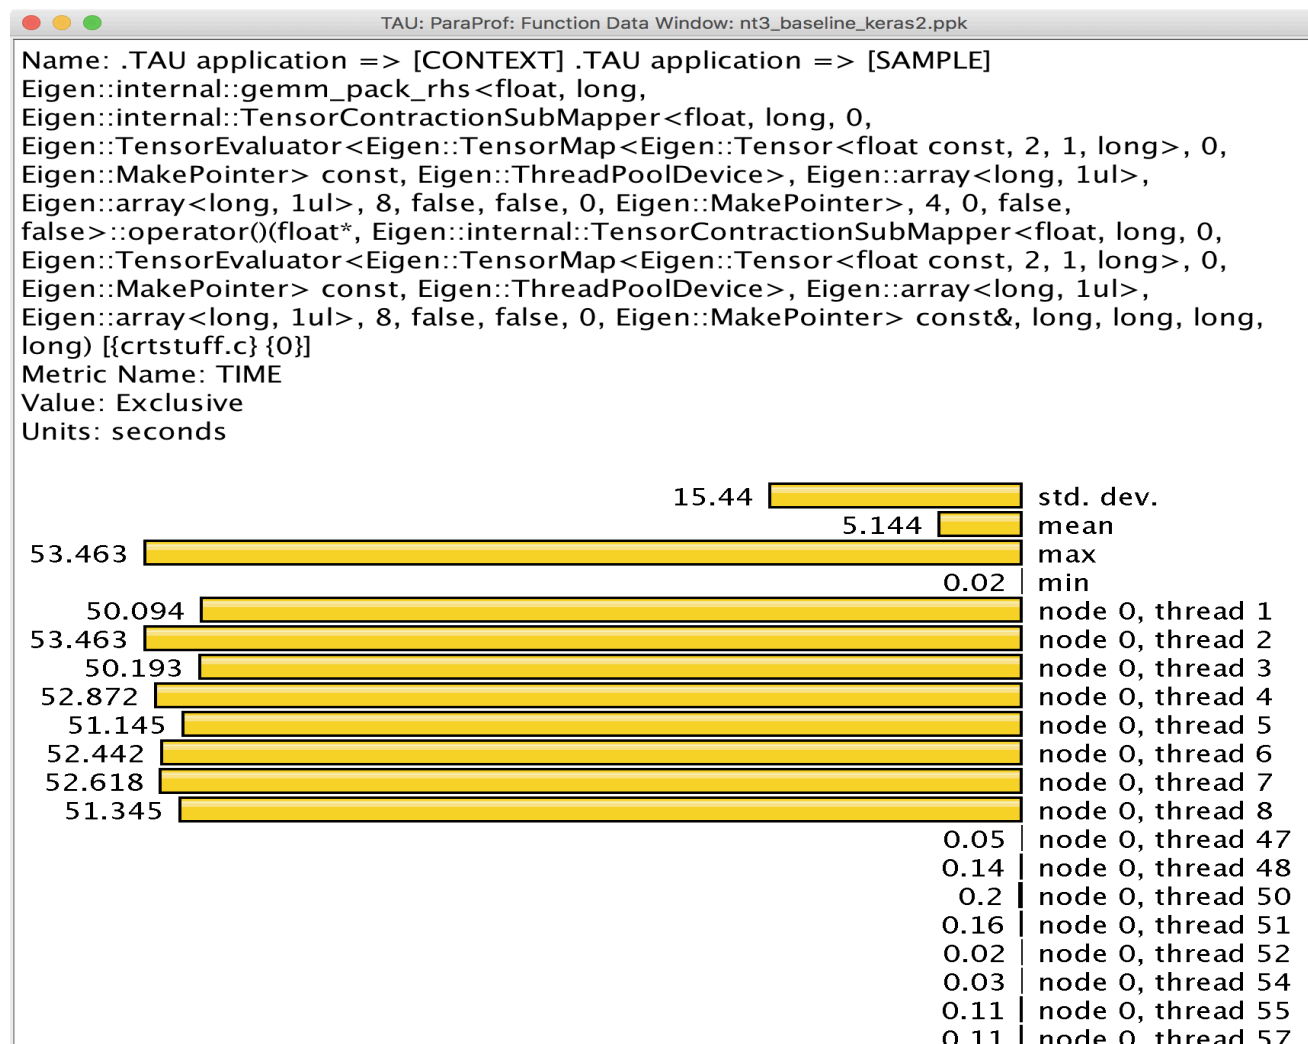 TAU: ParaProf: Function Data Window: nt3_baseline_keras2.ppk
Name: .TAU application => [CONTEXT] .TAU application => [SAMPLE]
Eigen::internal::gemm_pack_rhs<float, long,
Eigen::internal::TensorContractionSubMapper<float, long, 0,
Eigen::TensorEvaluator<Eigen::TensorMap<Eigen::Tensor<float const, 2, 1, long>, 0,
Eigen::MakePointer> const, Eigen::ThreadPoolDevice>, Eigen::array<long, 1ul>,
Eigen::array<long, 1ul>, 8, false, false, 0, Eigen::MakePointer>, 4, 0, false,
false>::operator()(float*, Eigen::internal::TensorContractionSubMapper<float, long, 0,
Eigen::TensorEvaluator<Eigen::TensorMap<Eigen::Tensor<float const, 2, 1, long>, 0,
Eigen::MakePointer> const, Eigen::ThreadPoolDevice>, Eigen::array<long, 1ul>,
Eigen::array<long, 1ul>, 8, false, false, 0, Eigen::MakePointer> const&, long, long, long,
long) [{crtstuff.c} {0}]
Metric Name: TIME
Value: Exclusive
Units: seconds
15.44 std. dev.
5.144 mean
53.463 max
0.02 min
50.094 node 0, thread 1
53.463 node 0, thread 2
50.193 node 0, thread 3
52.872 node 0, thread 4
51.145 node 0, thread 5
52.442 node 0, thread 6
52.618 node 0, thread 7
51.345 node 0, thread 8
0.05 node 0, thread 47
0.14 node 0, thread 48
0.2 node 0, thread 50
0.16 node 0, thread 51
0.02 node 0, thread 52
0.03 node 0, thread 54
0.11 node 0, thread 55
0.11 node 0, thread 57